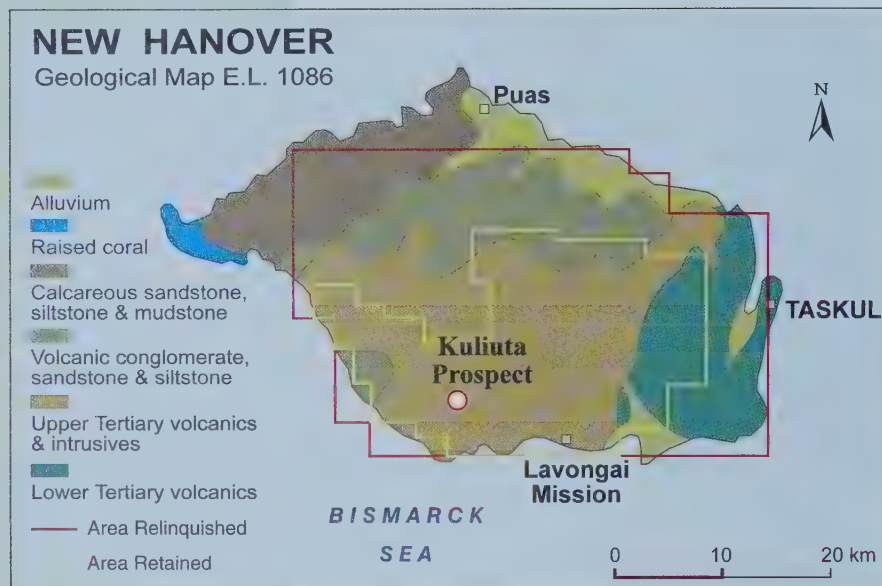 NEW HANOVER
Geological Map E.L. 1086
Puas
N
Alluvium
Raised coral
Calcareous sandstone,
siltstone & mudstone
Volcanic conglomerate,
sandstone & siltstone
Upper Tertiary volcanics
& intrusives
Lower Tertiary volcanics
Area Relinquished
Area Retained
TASKUL
Kuliuta
Prospect
Lavongai
Mission
BISMARCK
SEA
0 10 20 km